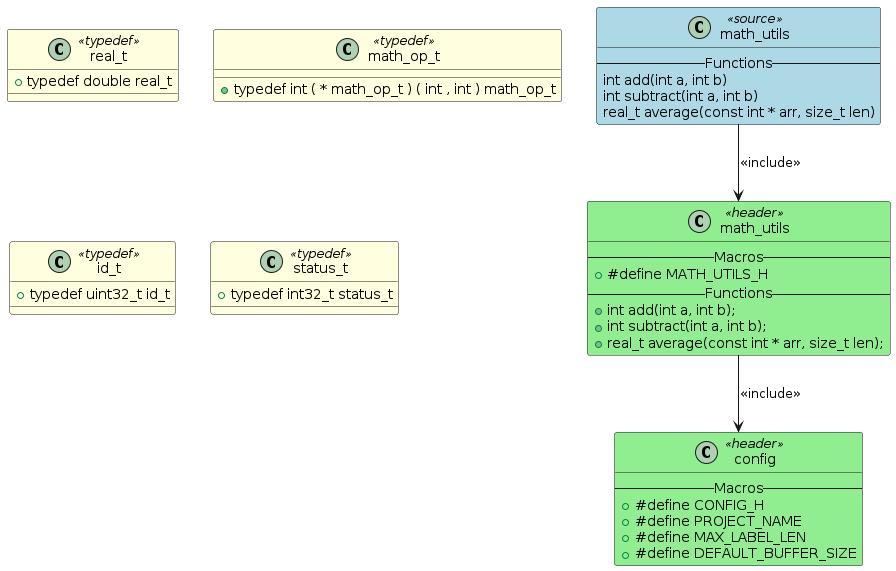 C «typedef»
real_t
typedef double real_t
C «typedef»
math_op_t
typedef int ( * math_op_t ) ( int , int ) math_op_t
C «source»
math_utils
Functions
int add(int a, int b)
int subtract(int a, int b)
real_t average(const int * arr, size_t len)
«include»
C «typedef»
id_t
typedef uint32_t id_t
C «typedef»
status_t
typedef int32_t status_t
C «header»
math_utils
Macros
#define MATH_UTILS_H
Functions
int add(int a, int b);
int subtract(int a, int b);
real_t average(const int * arr, size_t len);
«include»
C «header»
config
Macros
#define CONFIG_H
#define PROJECT_NAME
#define MAX_LABEL_LEN
#define DEFAULT_BUFFER_SIZE